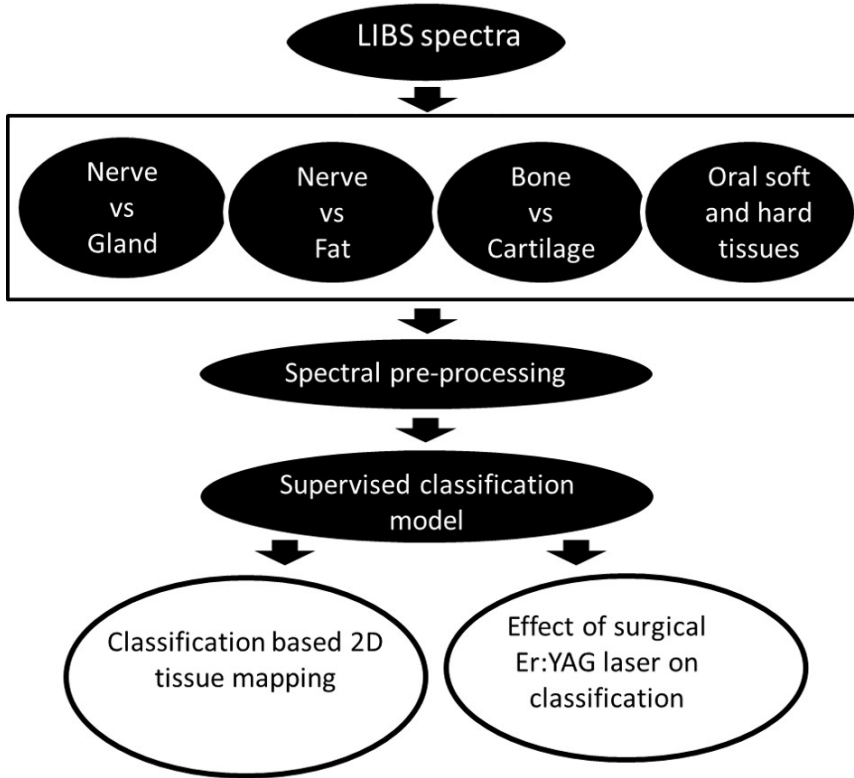 LIBS spectra
Nerve
vs
Gland
Nerve
vs
Fat
Bone
vs
Cartilage
Oral soft
and hard
tissues
Spectral pre-processing
Supervised classification
model
Classification based 2D
tissue mapping
Effect of surgical
Er:YAG laser on
classification